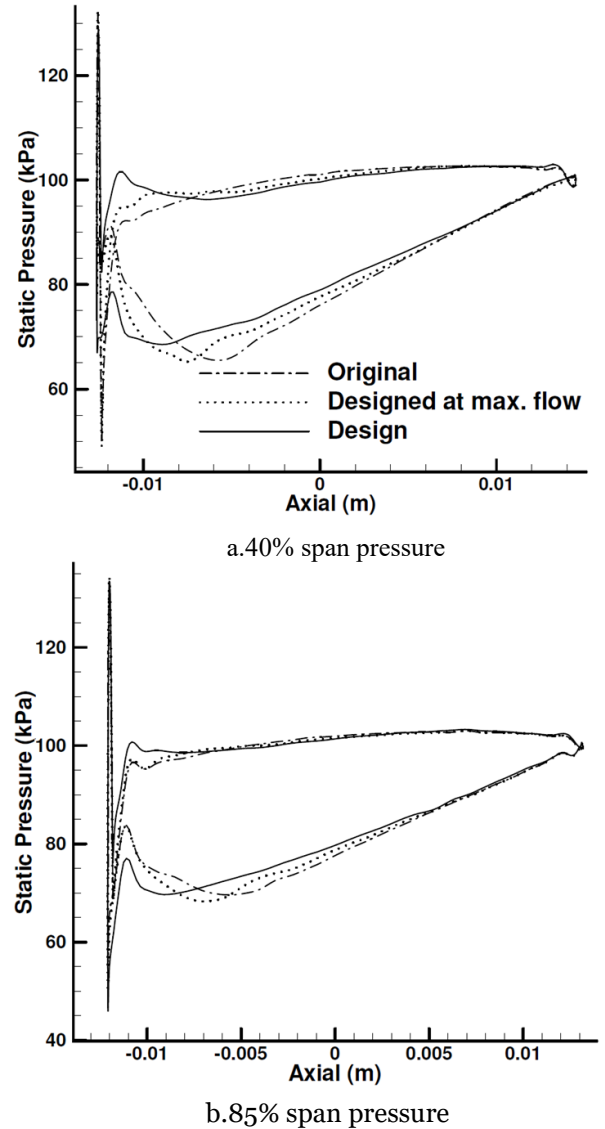 120
100
80
60
Static Pressure (kPa)
Original
Designed at max. flow
Design
-0.01
0
0.01
Axial (m)
a.40% span pressure
120
100
80
60
40
Static Pressure (kPa)
-0.01
-0.005
0
0.005
0.01
Axial (m)
b.85% span pressure